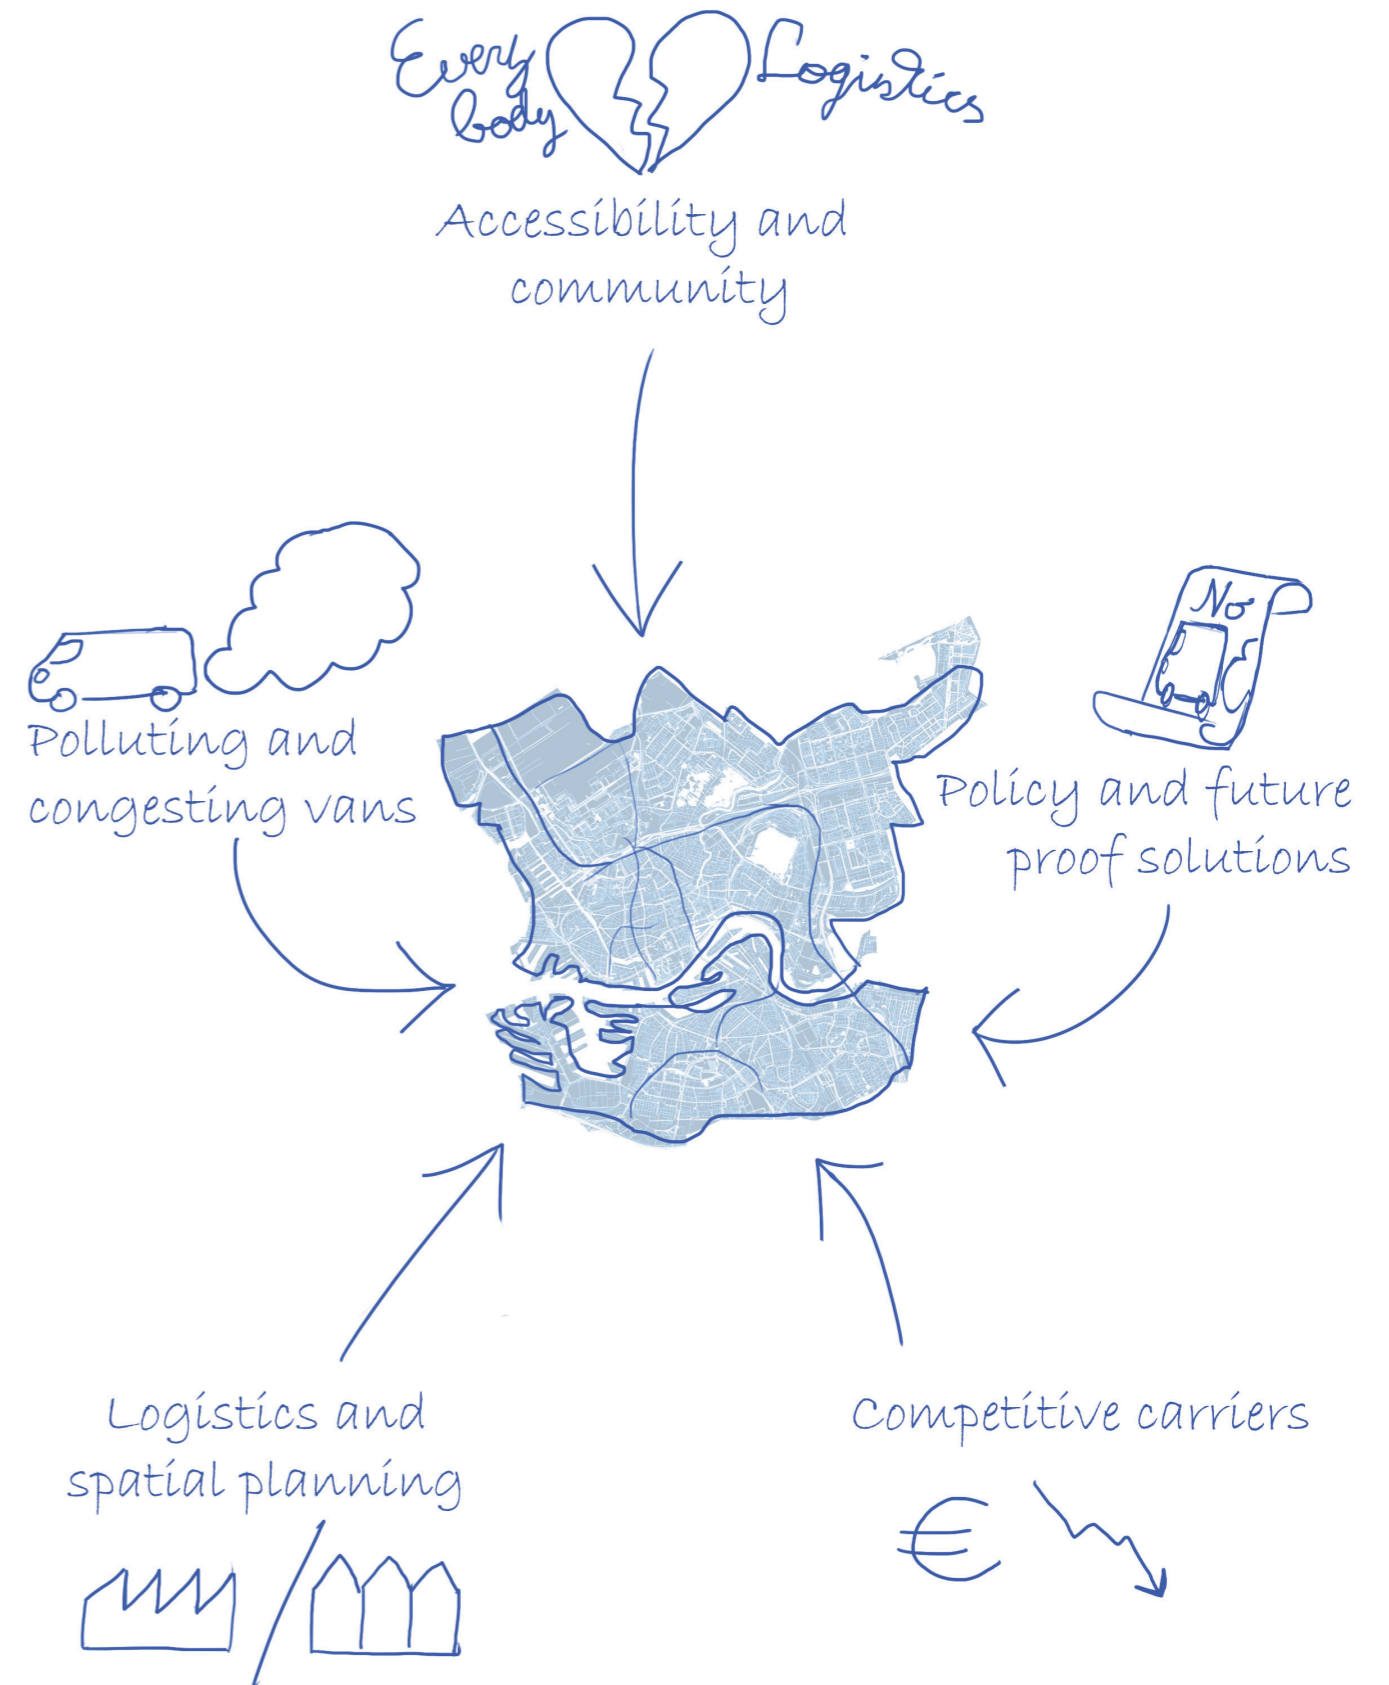 Every
body
Logistics
Accessibility and
community
Polluting and
congesting vans
No
Policy and future
proof solutions
Logistics and
spatial planning
Competitive carriers
€